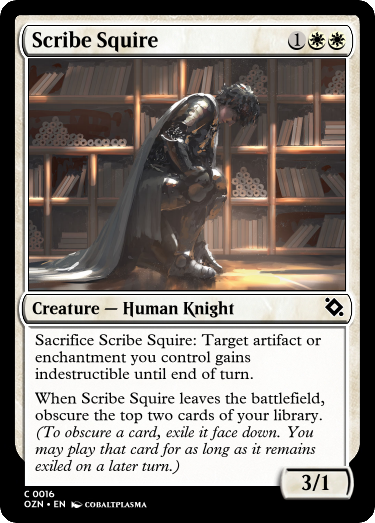 Scribe Squire 1
Creature — Human Knight
Sacrifice Scribe Squire: Target artifact or
enchantment you control gains
indestructible until end of turn.
When Scribe Squire leaves the battlefield,
obscure the top two cards of your library.
(To obscure a card, exile it face down. You
may play that card for as long as it remains
exiled on a later turn.)
3/1
C 0016
OZN • EN COBALTPLASMA